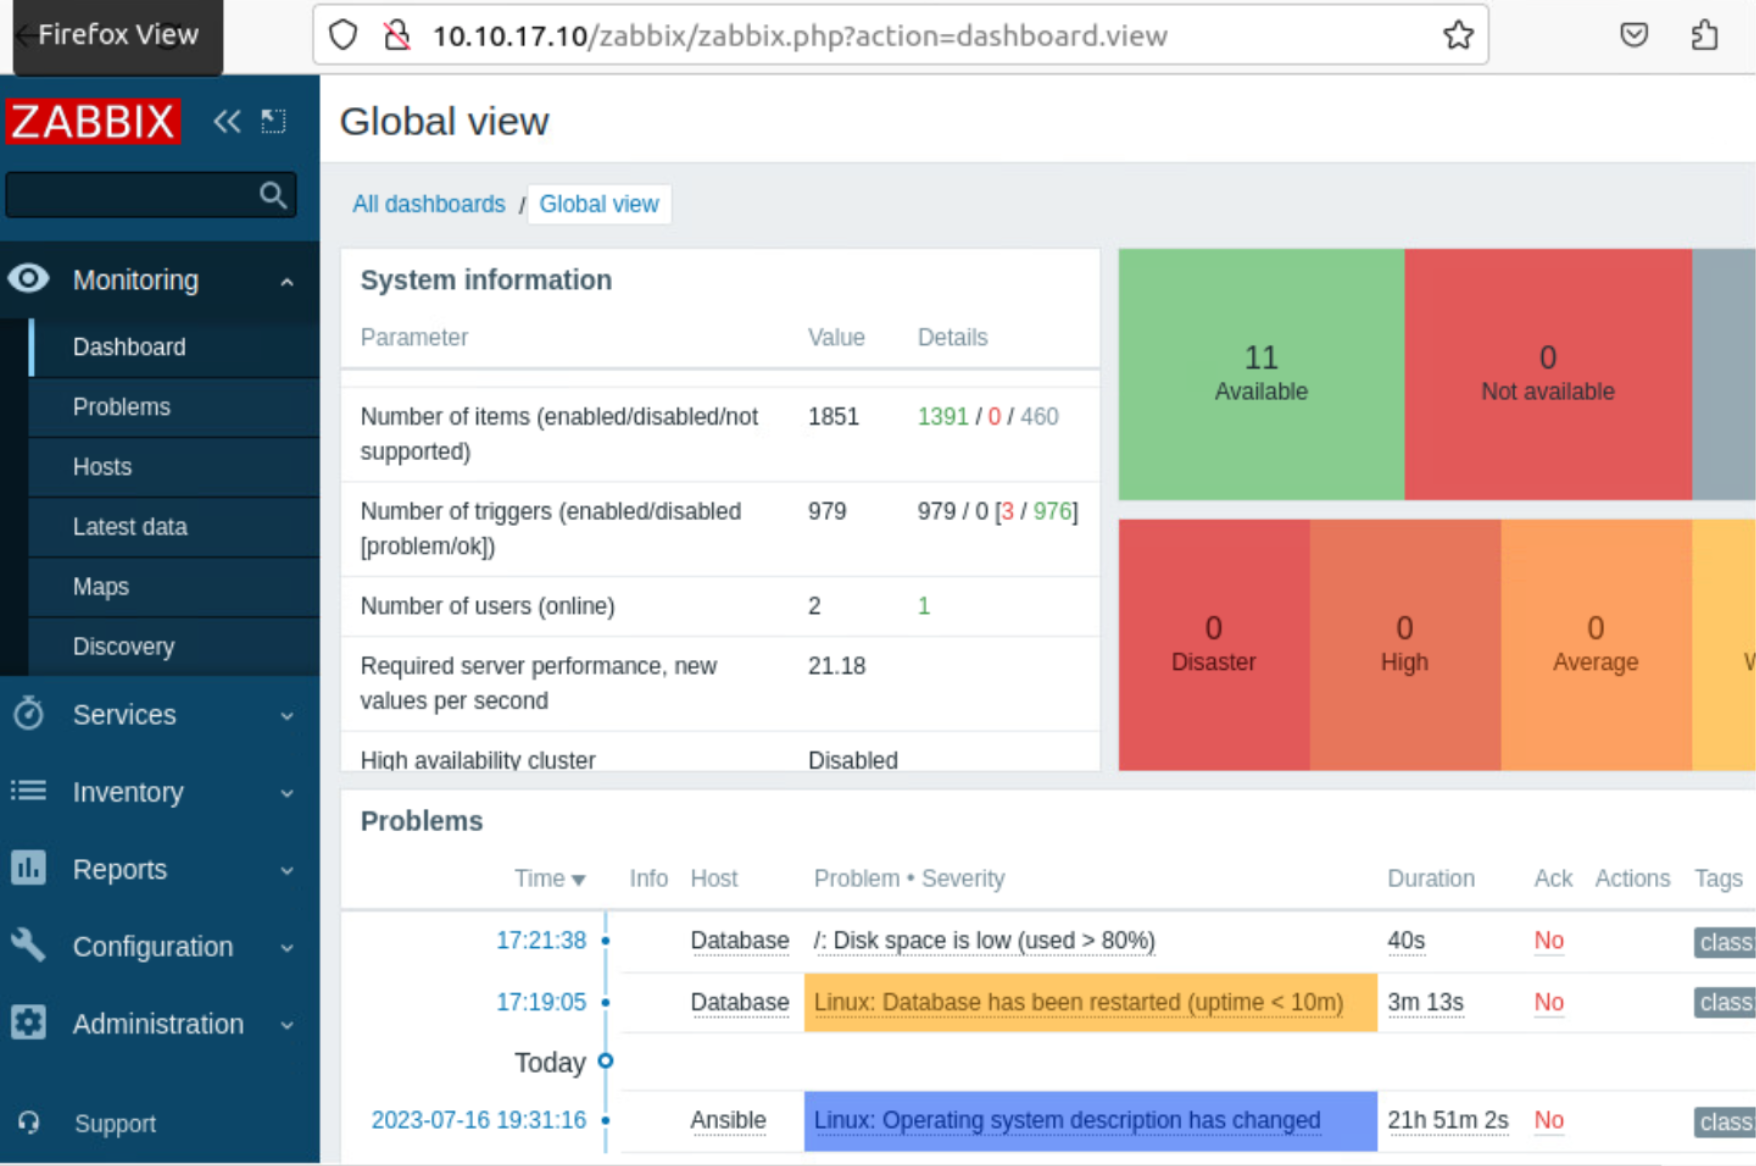 Firefox View
10.10.17.10/zabbix/zabbix.php?action=dashboard.view
ZABBIX
Global view
All dashboards / Global view
Monitoring
Dashboard
Problems
Hosts
Latest data
Maps
Discovery
Services
Inventory
Reports
Configuration
Administration
Support
System information
Parameter Value Details
Number of items (enabled/disabled/not 1851 1391 / 0 / 460
supported)
Number of triggers (enabled/disabled 979 979 / 0 [3 / 976]
[problem/ok])
Number of users (online) 2 1
Required server performance, new 21.18
values per second
High availability cluster Disabled
11
Available
0
Not available
0
Disaster
0
High
0
Average
Problems
Time Info Host Problem • Severity Duration Ack Actions Tags
17:21:38 Database /: Disk space is low (used > 80%) 40s No class
17:19:05 Database Linux: Database has been restarted (uptime < 10m) 3m 13s No class
Today
2023-07-16 19:31:16 Ansible Linux: Operating system description has changed 21h 51m 2s No class